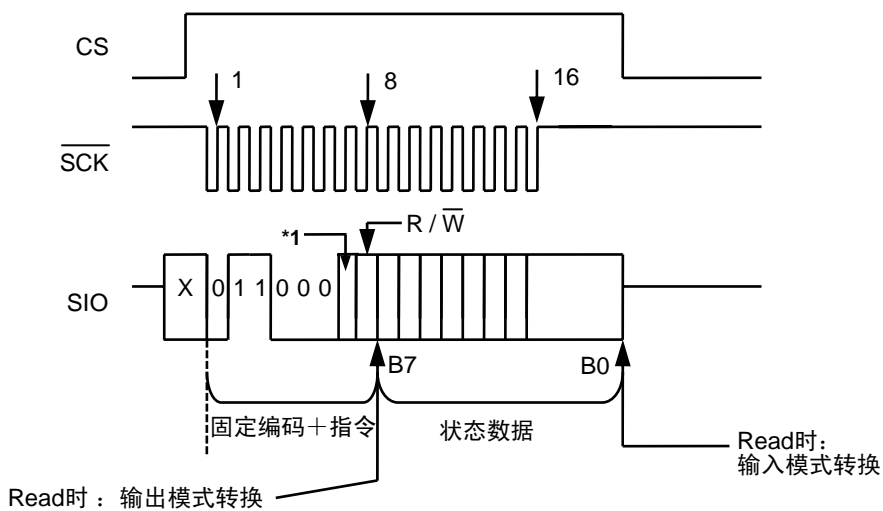 CS
1 8 16
SCK
*1
R / W
SIO
X 0 1 1 0 0 0
B7 B0
固定编码＋指令
状态数据
Read时：
输入模式转换
Read时 ： 输出模式转换